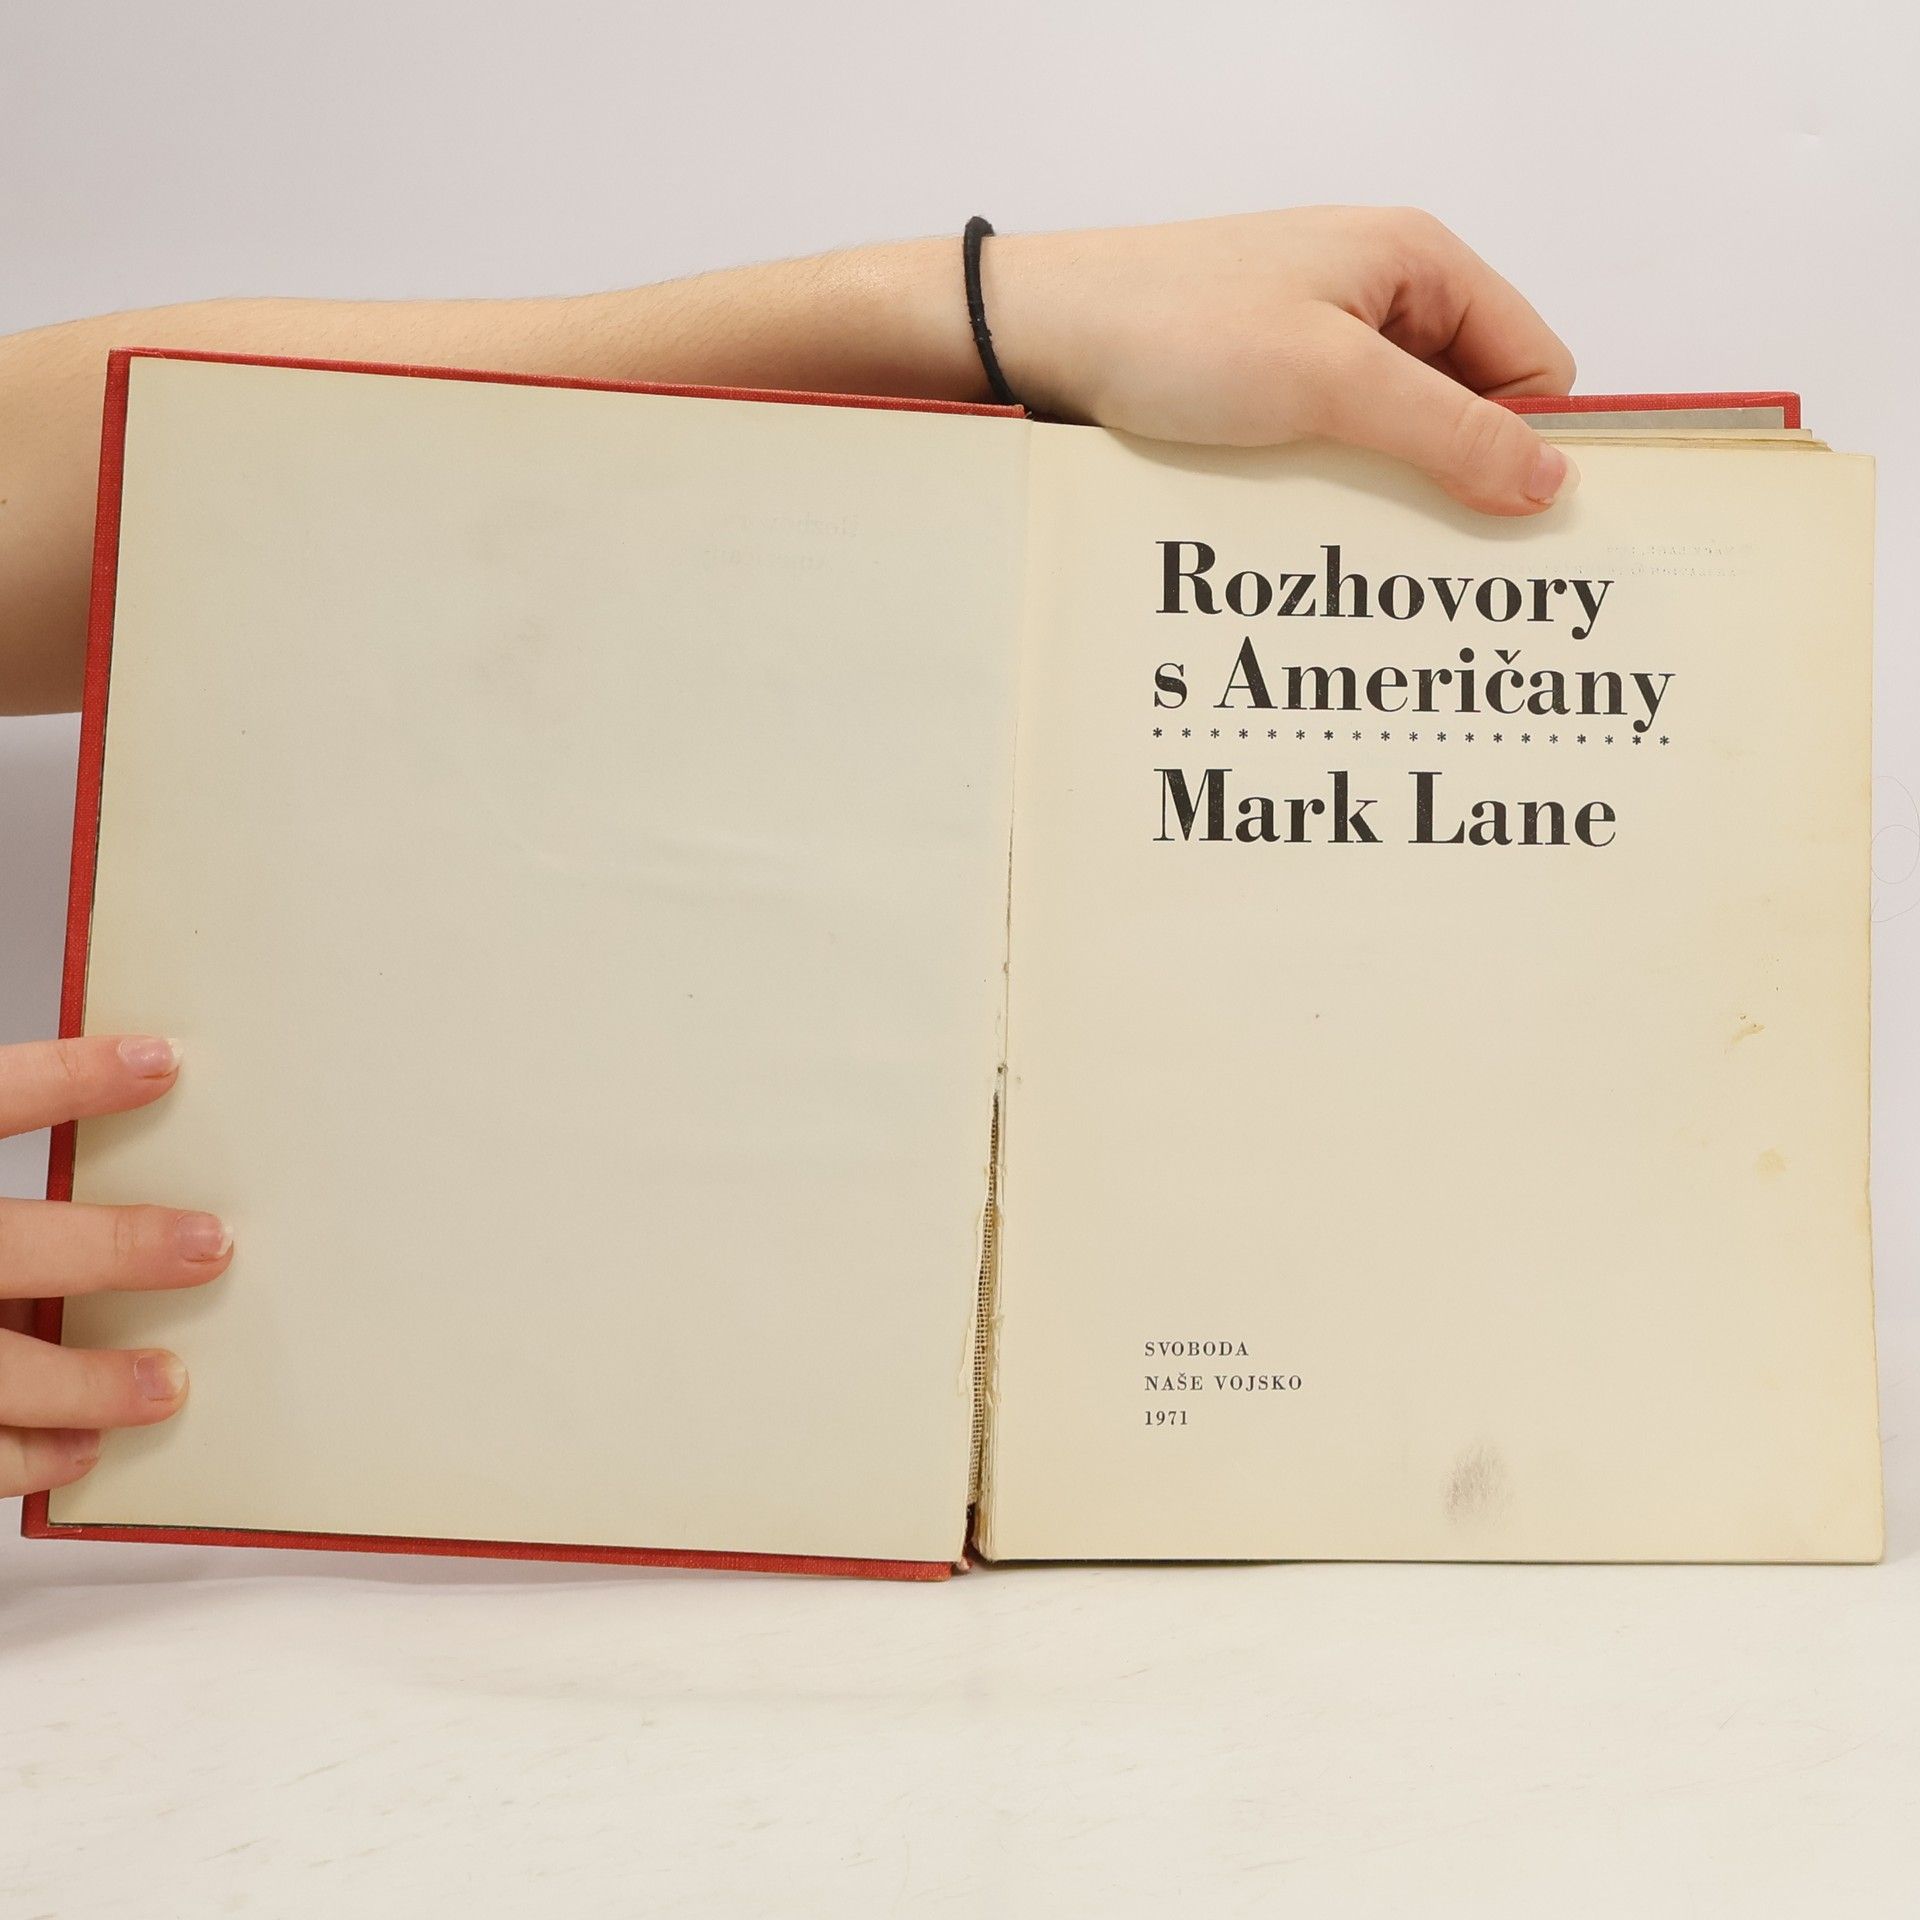 Rozhovory
s Američany
* * * * * * * * * * * * * * * * * * *
Mark Lane
SVOBODA
NAŠE VOJSKO
1971